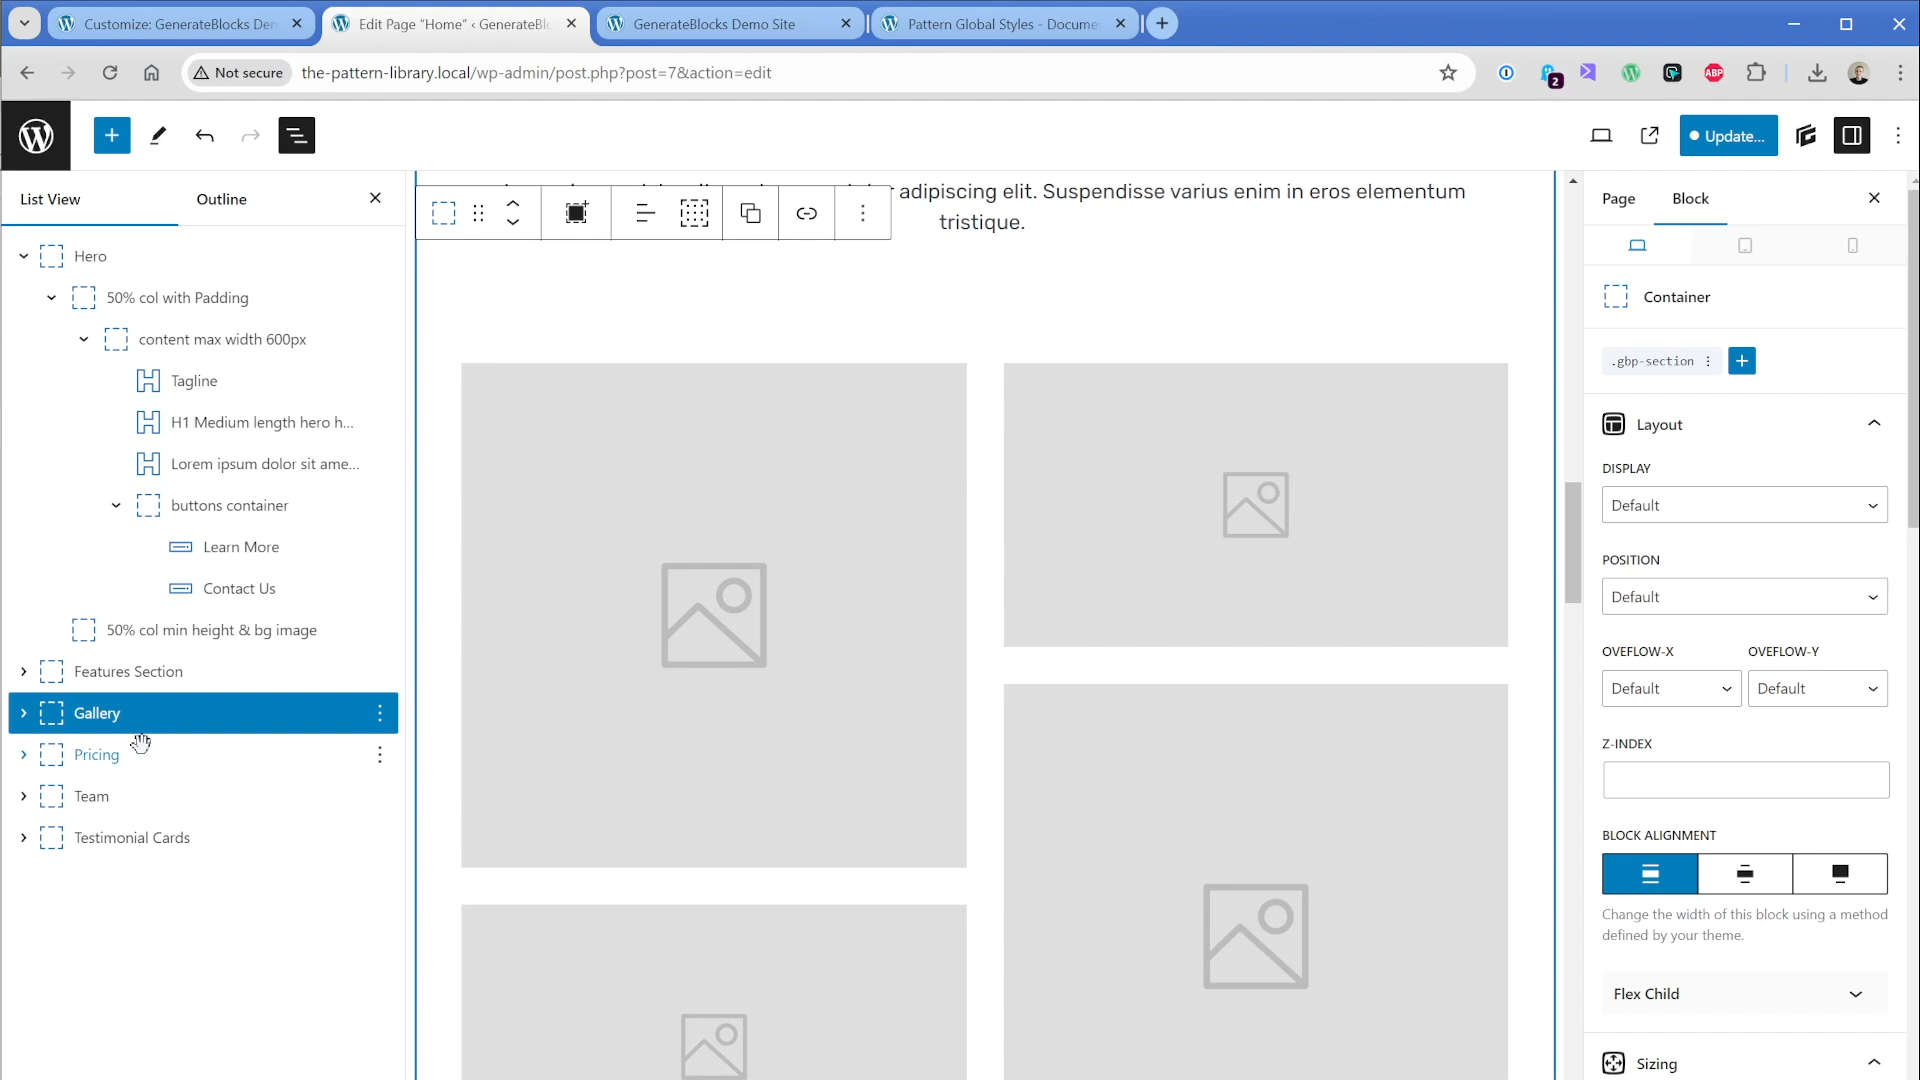 Customize: GenerateBlocks Den
Edit Page "Home" ‹ GenerateBl
GenerateBlocks Demo Site
Pattern Global Styles - Docume
Not secure
the-pattern-library.local/wp-admin/post.php?post=7&action=edit
2
ABP
Update...
List View
Outline
adipiscing elit. Suspendisse varius enim in eros elementum
tristique.
Page
Block
Hero
50% col with Padding
content max width 600px
Tagline
H1 Medium length hero h...
Lorem ipsum dolor sit ame...
buttons container
Learn More
Contact Us
50% col min height & bg image
Features Section
Gallery
Pricing
Team
Testimonial Cards
Container
.gbp-section
Layout
DISPLAY
Default
POSITION
Default
OVEFLOW-X
OVEFLOW-Y
Default
Default
Z-INDEX
BLOCK ALIGNMENT
Change the width of this block using a method
defined by your theme.
Flex Child
Sizing